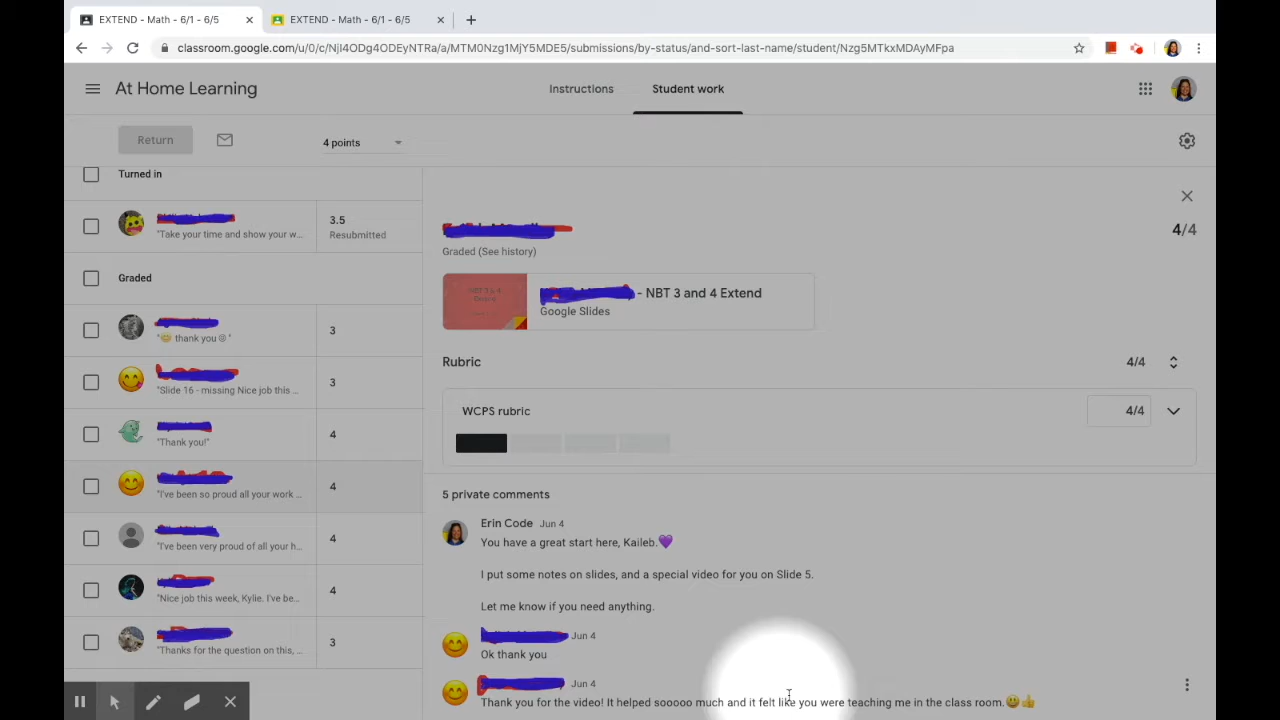 EXTEND - Math - 6/1 - 6/5
EXTEND - Math - 6/1 - 6/5
classroom.google.com/u/0/c/NjI4ODg4ODEyNTRa/a/MTM0Nzg1MjY5MDE5/submissions/by-status/and-sort-last-name/student/Nzg5MTkxMDAyMFpa
At Home Learning
Instructions
Student work
Return
4 points
Turned in
3.5
"Take your time and show your w...
Resubmitted
Graded
"😊 thank you☺"
3
"Slide 16 - missing Nice job this ...
3
"Thank you!"
4
"I've been so proud all your work ...
4
"I've been very proud of all your h...
4
"Nice job this week, Kylie. I've be...
4
"Thanks for the question on this, ...
3
4/4
Graded (See history)
NBT 3 & 4
Extend
- NBT 3 and 4 Extend
Google Slides
Rubric
4/4
WCPS rubric
4/4
5 private comments
Erin Code Jun 4
You have a great start here, Kaileb.💜
I put some notes on slides, and a special video for you on Slide 5.
Let me know if you need anything.
Jun 4
Ok thank you
Jun 4
Thank you for the video! It helped sooooo much and it felt like you were teaching me in the class room.😃👍